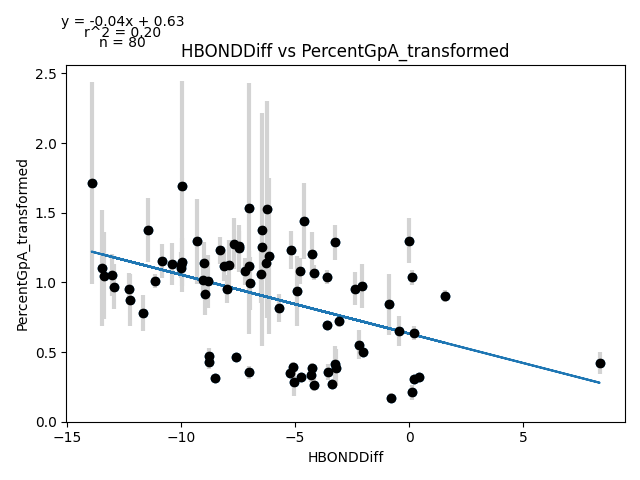 y = -0.04x + 0.63
r^2 = 0.20
n = 80
HBONDDiff vs PercentGpA_transformed
PercentGpA_transformed
2.5
2.0
1.5
1.0
0.5
0.0
−15
−10
−5
0
5
HBONDDiff